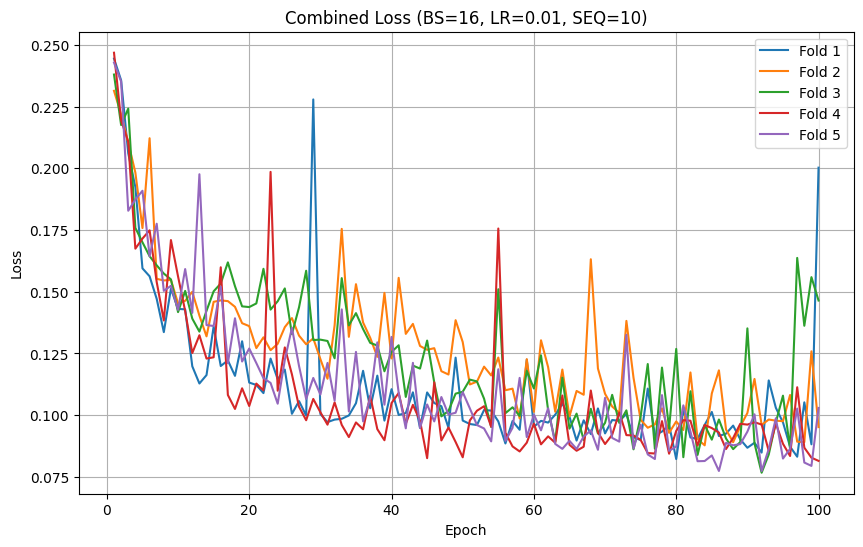 Combined Loss (BS=16, LR=0.01, SEQ=10)
0.250
0.225
0.200
0.175
0.150
0.125
0.100
0.075
Loss
0
20
40
60
80
100
Epoch
Fold 1
Fold 2
Fold 3
Fold 4
Fold 5